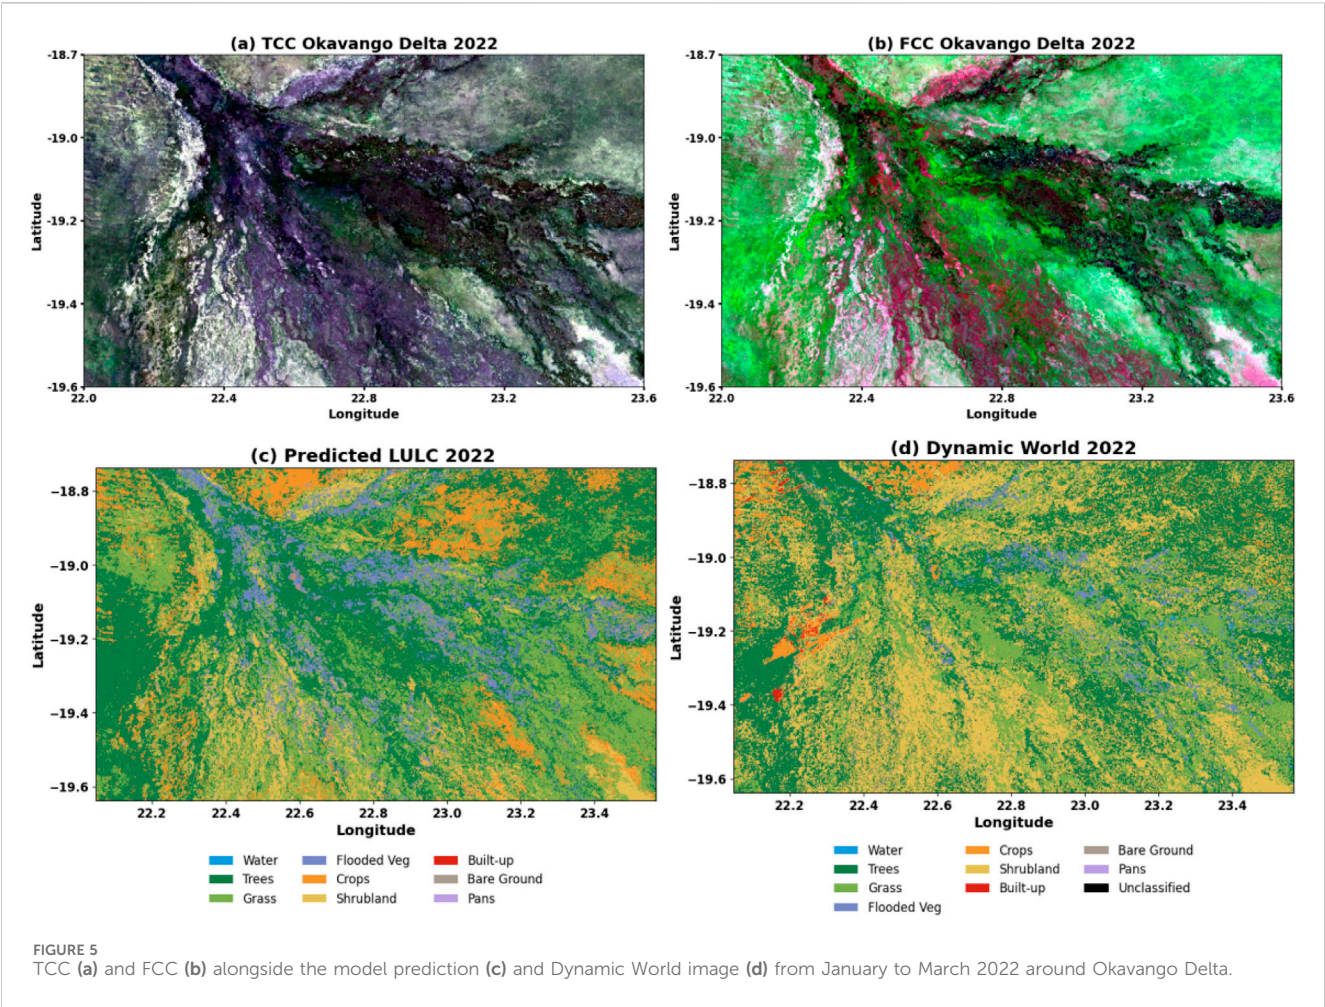 (a) TCC Okavango Delta 2022
-18.7
-19.0
-19.2
-19.4
-19.6
Latitude
22.0 22.4 22.8 23.2 23.6
Longitude
(b) FCC Okavango Delta 2022
-18.7
-19.0
-19.2
-19.4
-19.6
Latitude
22.0 22.4 22.8 23.2 23.6
Longitude
(c) Predicted LULC 2022
−18.8
−19.0
−19.2
−19.4
−19.6
Latitude
22.2 22.4 22.6 22.8 23.0 23.2 23.4
Longitude
Water Flooded Veg Built-up
Trees Crops Bare Ground
Grass Shrubland Pans
(d) Dynamic World 2022
−18.8
−19.0
−19.2
−19.4
−19.6
Latitude
22.2 22.4 22.6 22.8 23.0 23.2 23.4
Longitude
Water Crops Bare Ground
Trees Shrubland Pans
Grass Built-up Unclassified
Flooded Veg
FIGURE 5
TCC (a) and FCC (b) alongside the model prediction (c) and Dynamic World image (d) from January to March 2022 around Okavango Delta.